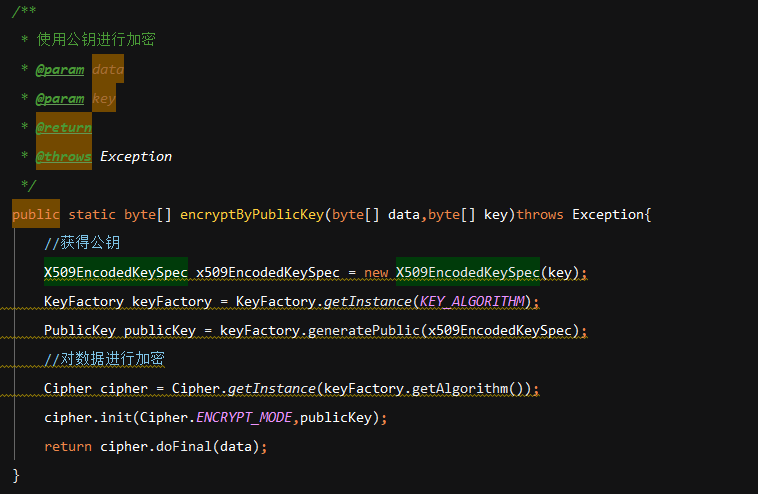 /**
 * 使用公钥进行加密
 * @param data
 * @param key
 * @return
 * @throws Exception
 */
public static byte[] encryptByPublicKey(byte[] data,byte[] key)throws Exception{
    //获得公钥
    X509EncodedKeySpec x509EncodedKeySpec = new X509EncodedKeySpec(key);
    KeyFactory keyFactory = KeyFactory.getInstance(KEY_ALGORITHM);
    PublicKey publicKey = keyFactory.generatePublic(x509EncodedKeySpec);
    //对数据进行加密
    Cipher cipher = Cipher.getInstance(keyFactory.getAlgorithm());
    cipher.init(Cipher.ENCRYPT_MODE,publicKey);
    return cipher.doFinal(data);
}